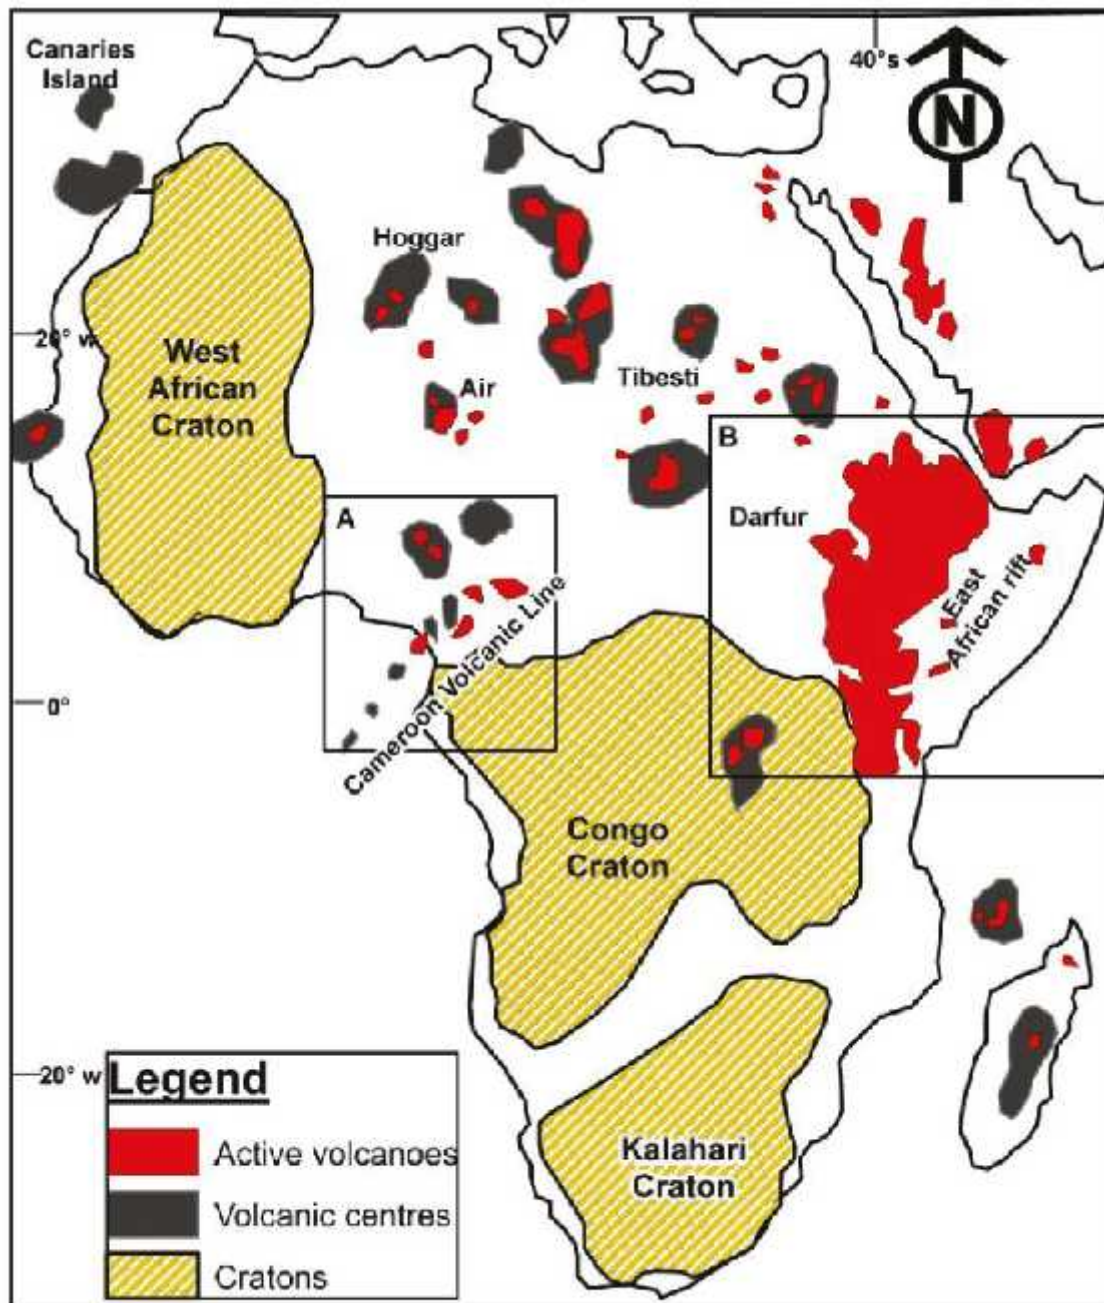 Canaries
Island
40°s
N
Hoggar
20° w
West
African
Craton
Air
Tibesti
B
Darfur
A
East
African rift
Cameroon Volcanic Line
0°
Congo
Craton
20° w
Legend
Active volcanoes
Volcanic centres
Cratons
Kalahari
Craton